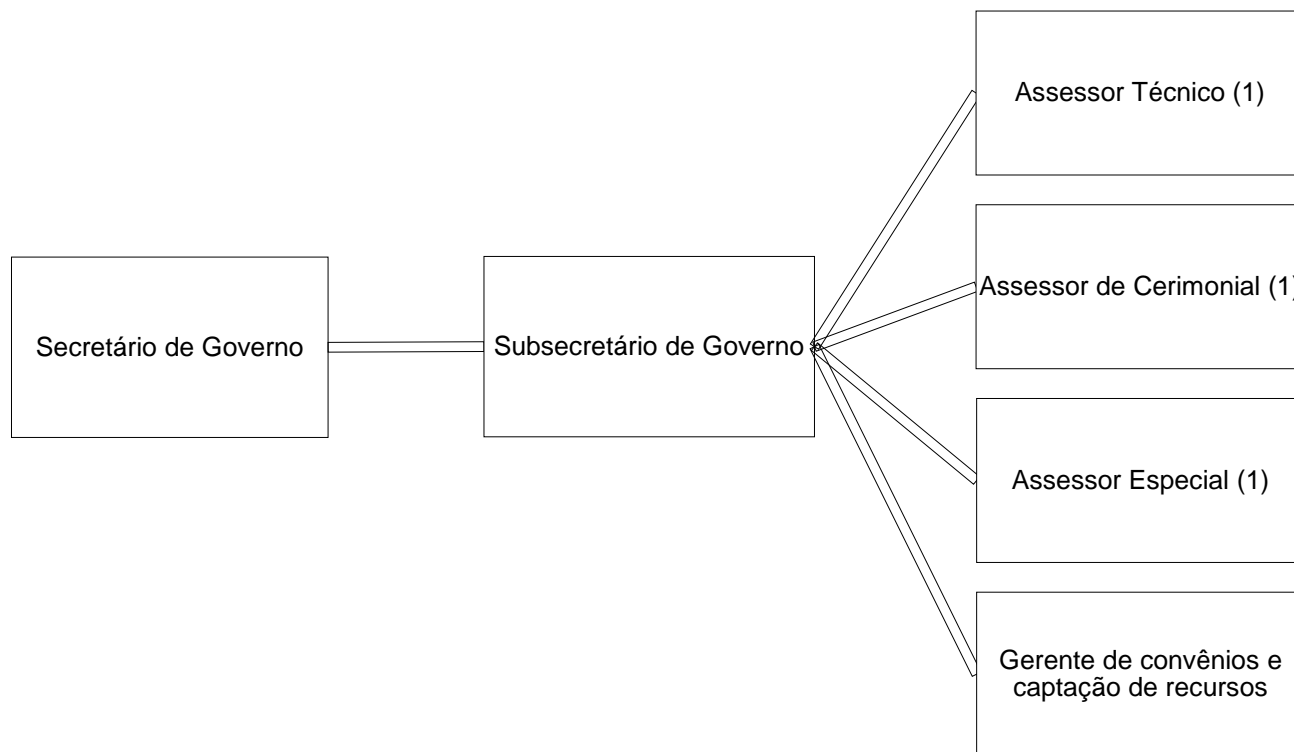 Secretário de Governo
Subsecretário de Governo
Assessor Técnico (1)
Assessor de Cerimonial (1)
Assessor Especial (1)
Gerente de convênios e
captação de recursos